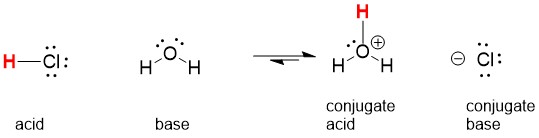 H
H Cl
O
H H
O ⊕
H H
⊖ Cl
acid
base
conjugate
acid
conjugate
base